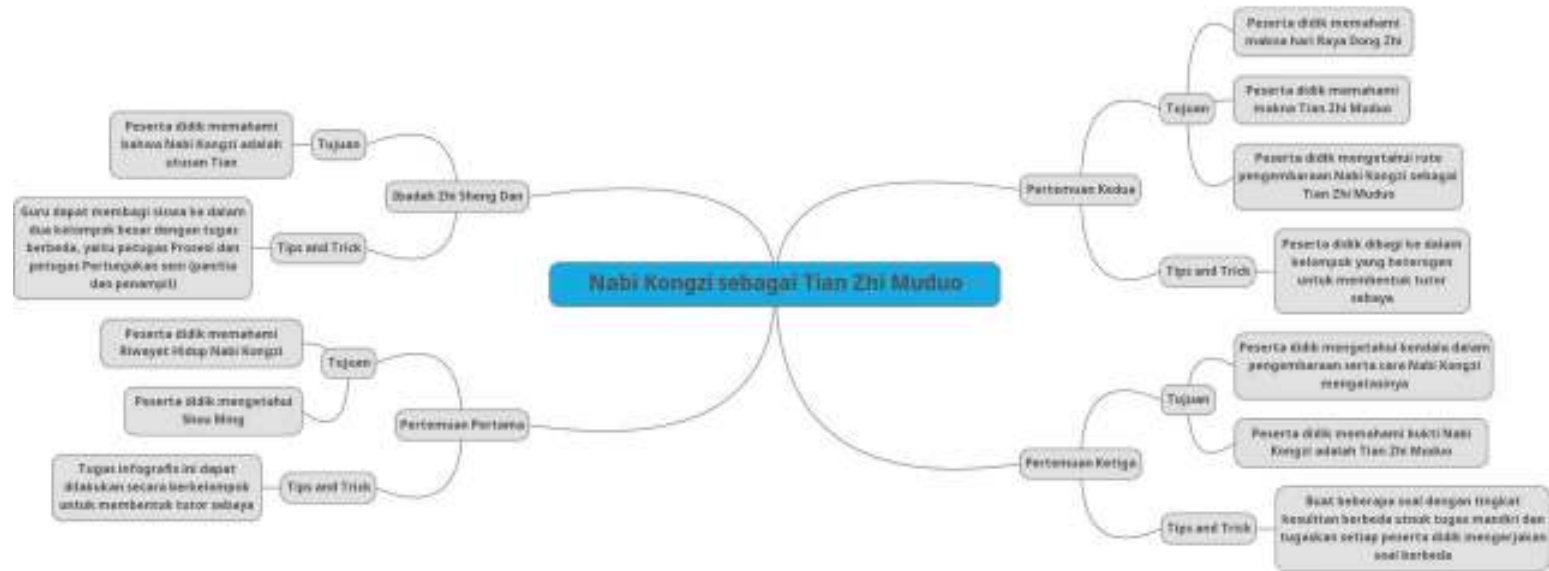 Nabi Kongzi sebagai Tian Zhi Muduo
Ibadah Zhi Sheng Dan
Tujuan
Peserta didik memahami
bahwa Nabi Kongzi adalah
utusan Tian
Tips and Trick
Guru dapat membagi siswa ke dalam
dua kelompok besar dengan tugas
berbeda, yaitu petugas Prosesi dan
petugas Pertunjukan seni (panitia
dan penampil)
Pertemuan Pertama
Tujuan
Peserta didik memahami
Riwayat Hidup Nabi Kongzi
Peserta didik mengetahui
Shou Ming
Tips and Trick
Tugas infografis ini dapat
dilakukan secara berkelompok
untuk membentuk tutor sebaya
Pertemuan Kedua
Tujuan
Peserta didik memahami
makna hari Raya Dong Zhi
Peserta didik memahami
makna Tian Zhi Muduo
Peserta didik mengetahui rute
pengembaraan Nabi Kongzi sebagai
Tian Zhi Muduo
Tips and Trick
Peserta didik dibagi ke dalam
kelompok yang heterogen
untuk membentuk tutor
sebaya
Pertemuan Ketiga
Tujuan
Peserta didik mengetahui kendala dalam
pengembaraan serta cara Nabi Kongzi
mengatasinya
Peserta didik memahami bukti Nabi
Kongzi adalah Tian Zhi Muduo
Tips and Trick
Buat beberapa soal dengan tingkat
kesulitan berbeda utnuk tugas mandiri dan
tugaskan setiap peserta didik mengerjakan
soal berbeda